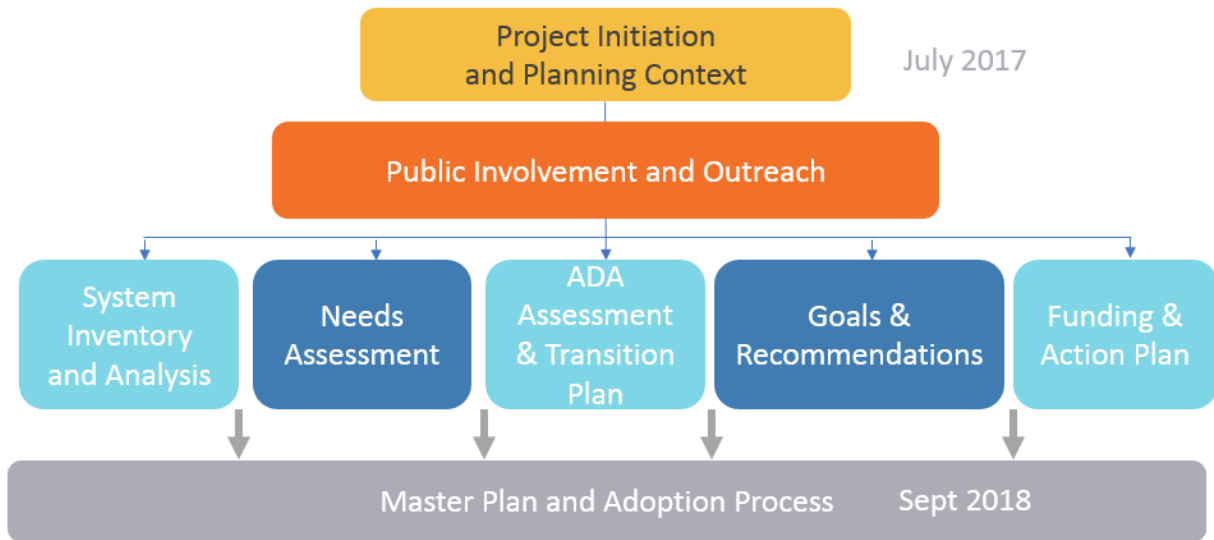 Project Initiation
and Planning Context
July 2017
Public Involvement and Outreach
System
Inventory
and Analysis
Needs
Assessment
ADA
Assessment
& Transition
Plan
Goals &
Recommendations
Funding &
Action Plan
Master Plan and Adoption Process
Sept 2018